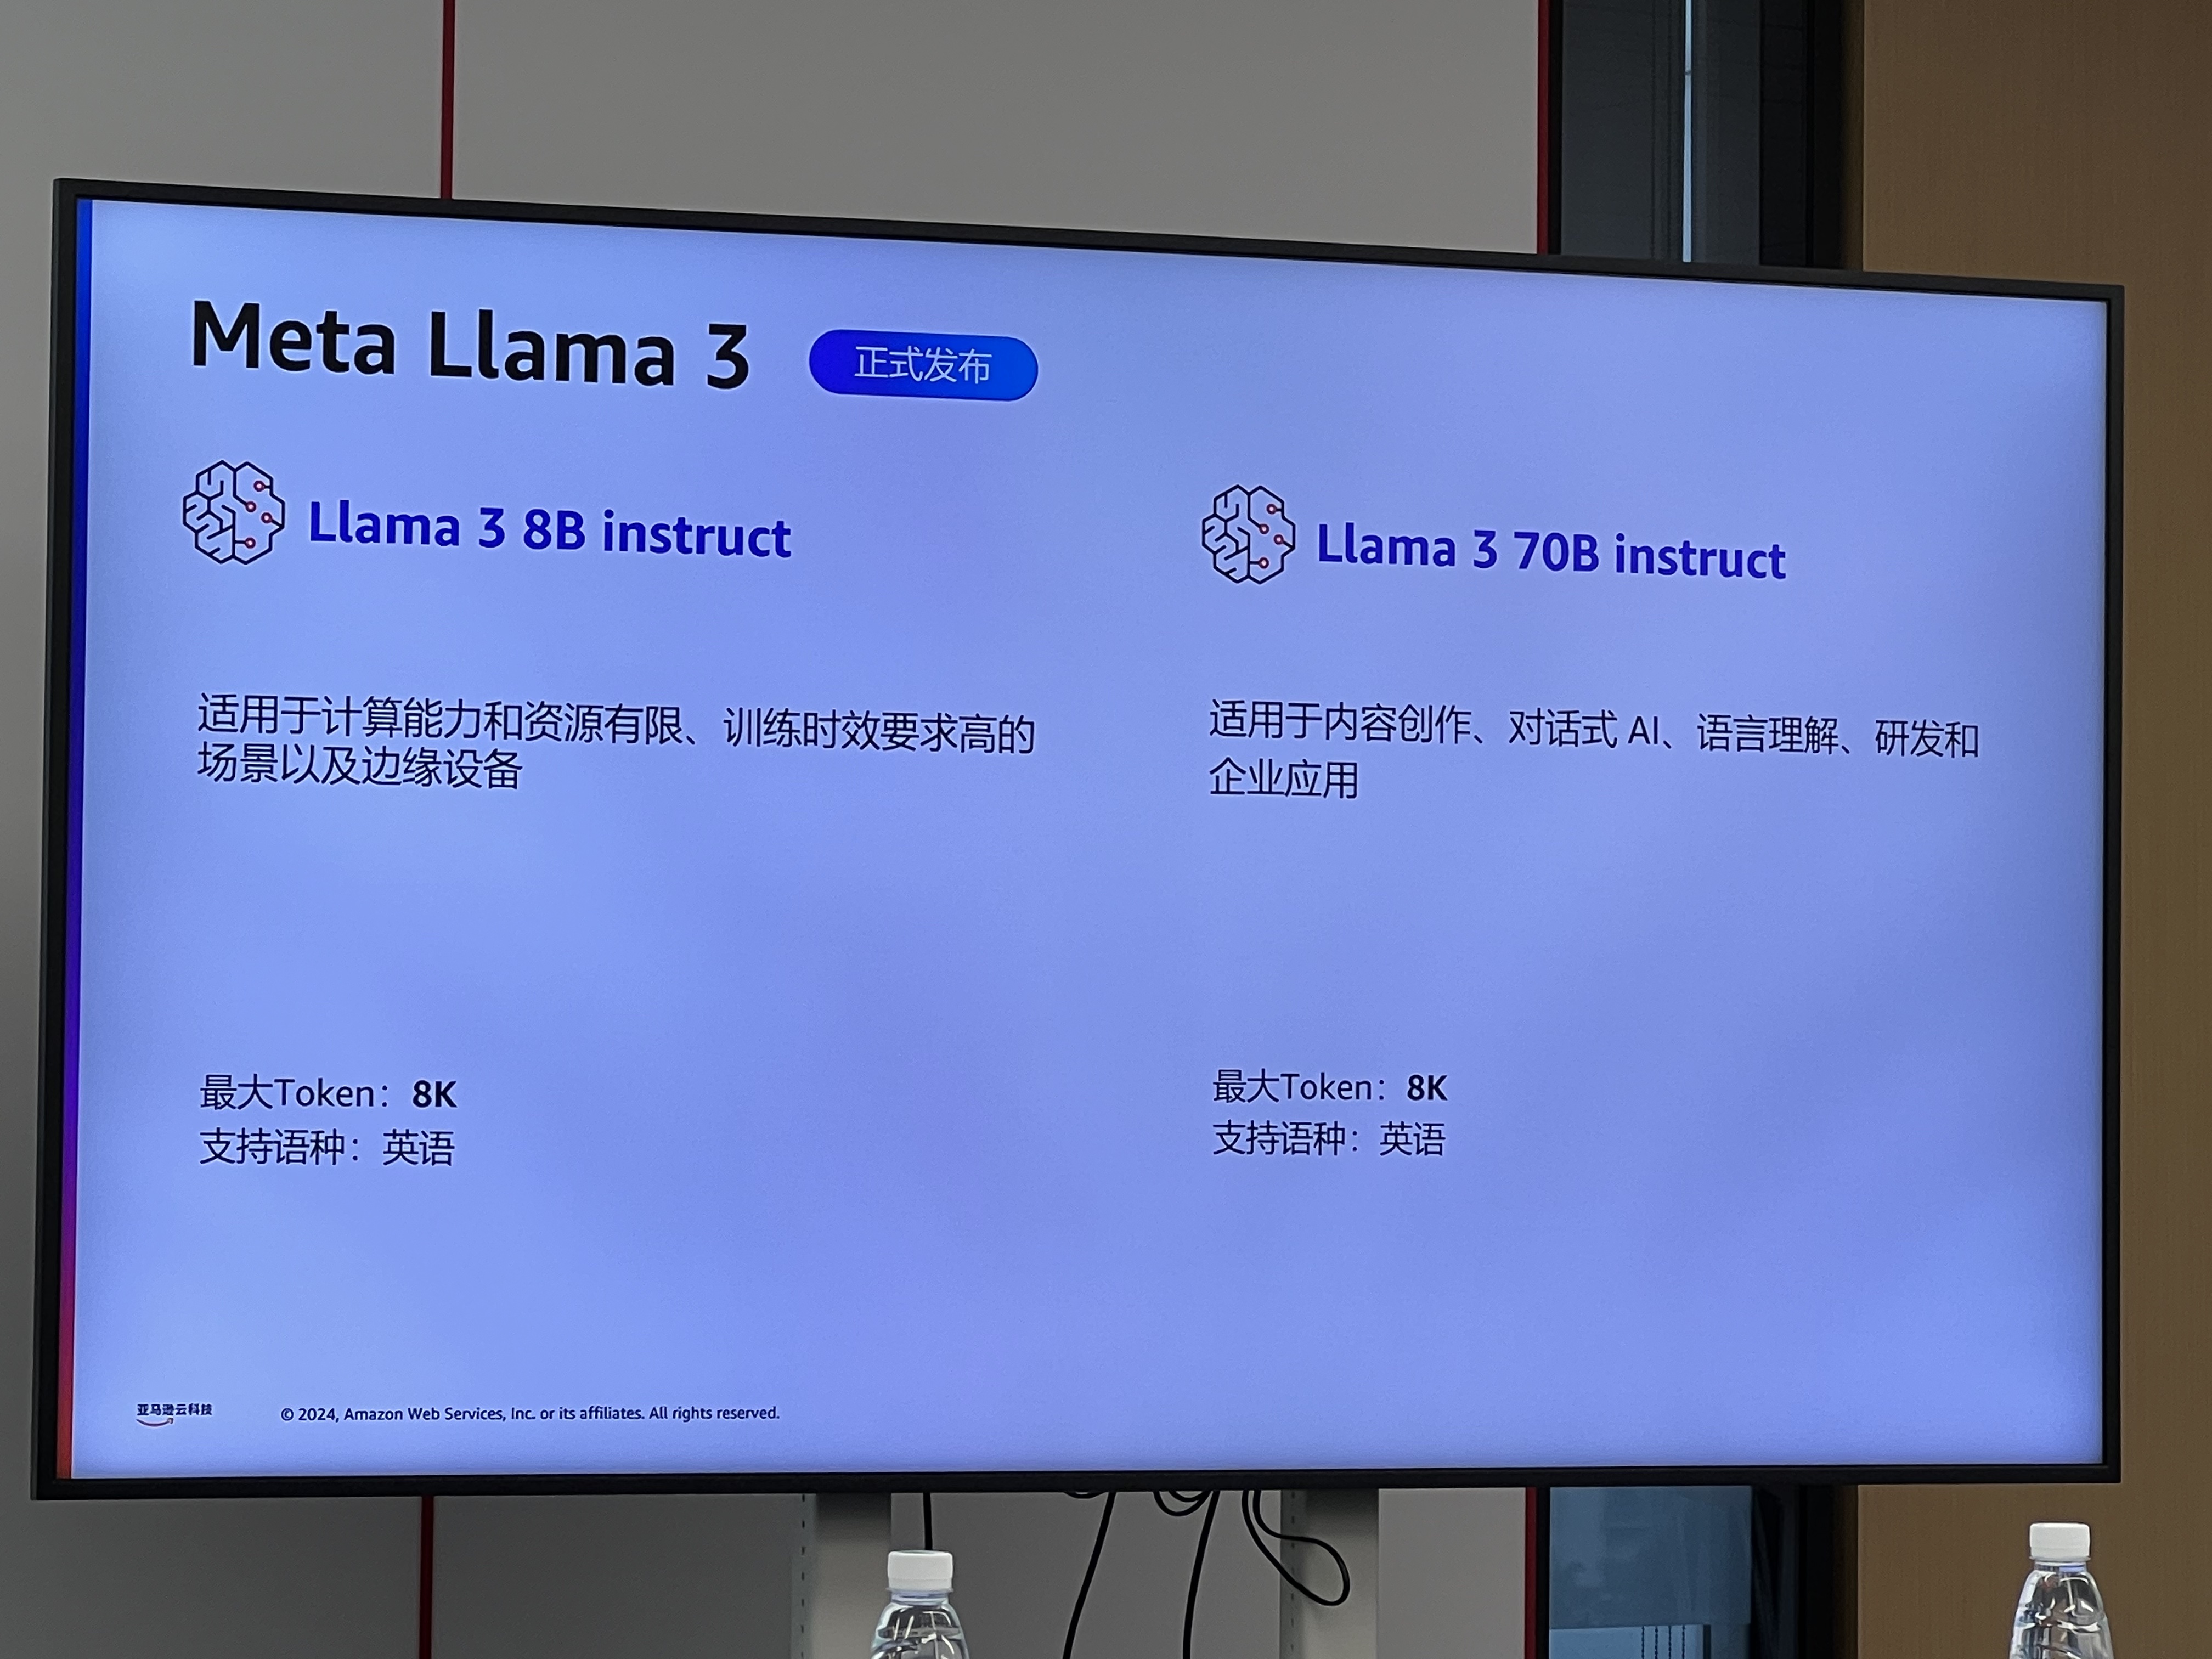 Meta Llama 3
正式发布
Llama 3 8B instruct
适用于计算能力和资源有限、训练时效要求高的
场景以及边缘设备
最大Token：8K
支持语种：英语
Llama 3 70B instruct
适用于内容创作、对话式 AI、语言理解、研发和
企业应用
最大Token：8K
支持语种：英语
亚马逊云科技
© 2024, Amazon Web Services, Inc. or its affiliates. All rights reserved.